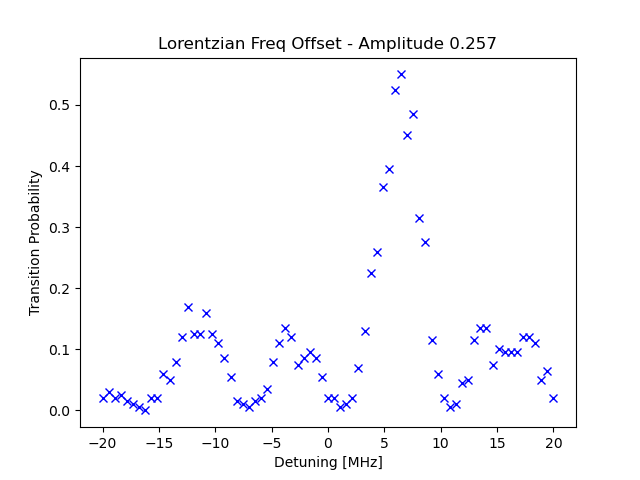 Lorentzian Freq Offset - Amplitude 0.257
Transition Probability
0.5
0.4
0.3
0.2
0.1
0.0
−20 −15 −10 −5 0 5 10 15 20
Detuning [MHz]